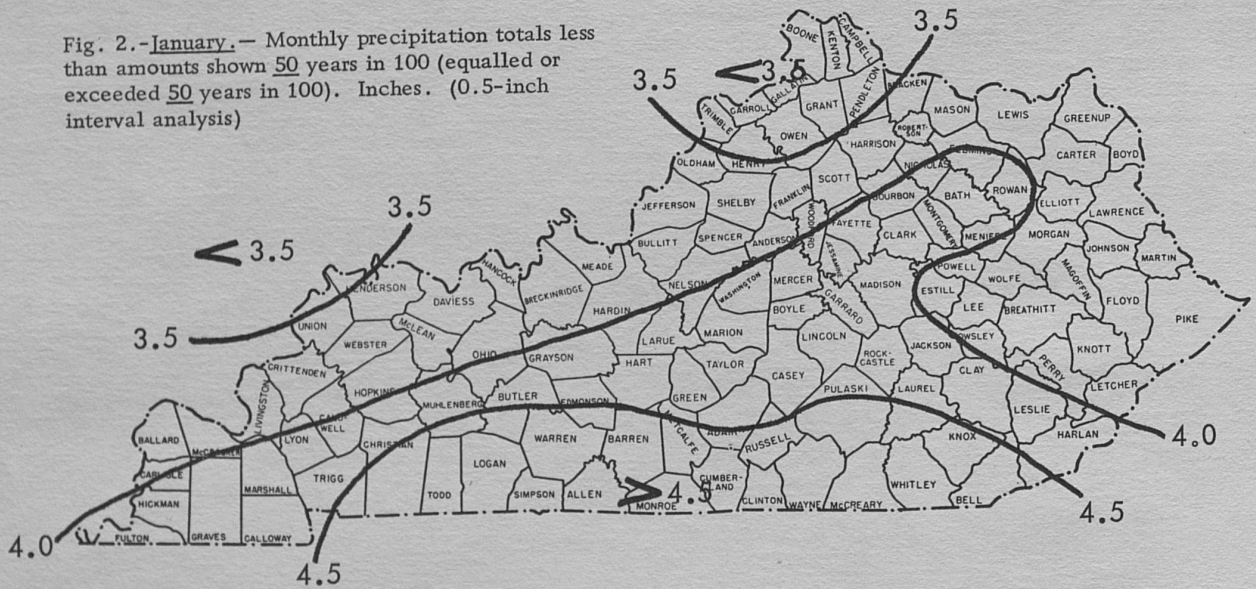 Fig. 2.-January.— Monthly precipitation totals less
than amounts shown 50 years in 100 (equalled or
exceeded 50 years in 100). Inches. (0.5-inch
interval analysis)
3.5
3.5
<3.5
BOONE
KENTON
CAMPBELL
GALLATIN
CARROLL
GRANT
PENDLETON
BRACKEN
MASON
LEWIS
GREENUP
TRIMBLE
OWEN
ROBERT-
SON
HARRISON
FLEMING
CARTER
BOYD
OLDHAM
HENRY
NICHOLAS
SCOTT
ROWAN
BATH
BOURBON
ELLIOTT
LAWRENCE
JEFFERSON
SHELBY
FRANKLIN
WOODFORD
FAYETTE
MONTGOMERY
3.5
<3.5
BULLITT
SPENCER
ANDERSON
CLARK
MENIFEE
MORGAN
JOHNSON
MARTIN
JESSAMINE
HANCOCK
MEADE
POWELL
MAGOFFIN
HENDERSON
DAVIESS
BRECKINRIDGE
NELSON
WASHINGTON
MERCER
MADISON
ESTILL
WOLFE
FLOYD
HARDIN
GARRARD
LEE
BREATHITT
PIKE
3.5
UNION
McLEAN
BOYLE
WEBSTER
LARUE
MARION
LINCOLN
JACKSON
OWSLEY
KNOTT
OHIO
GRAYSON
HART
TAYLOR
ROCK-
CASTLE
PERRY
CRITTENDEN
CASEY
CLAY
LETCHER
LIVINGSTON
HOPKINS
MUHLENBERG
BUTLER
EDMONSON
GREEN
PULASKI
LAUREL
LESLIE
CALD-
WELL
BALLARD
McCRACKEN
LYON
CHRISTIAN
WARREN
BARREN
METCALFE
ADAIR
RUSSELL
KNOX
HARLAN
4.0
CARLISLE
LOGAN
TRIGG
MARSHALL
TODD
SIMPSON
ALLEN
>4.5
MONROE
CUMBER-
LAND
CLINTON
WAYNE
McCREARY
WHITLEY
BELL
4.5
HICKMAN
4.0
FULTON
GRAVES
CALLOWAY
4.5